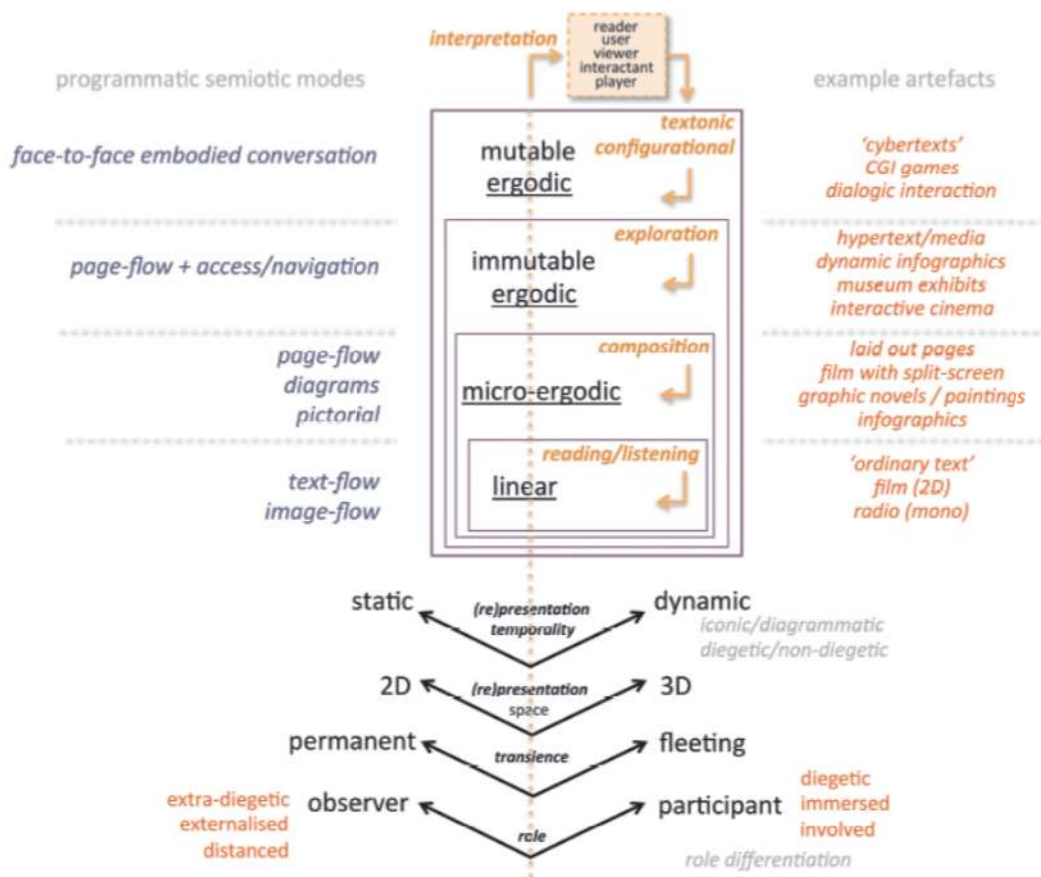 interpretation
reader
user
viewer
interactant
player
programmatic semiotic modes
example artefacts
textonic
configurational
face-to-face embodied conversation
mutable
ergodic
'cybertexts'
CGI games
dialogic interaction
exploration
page-flow + access/navigation
immutable
ergodic
hypertext/media
dynamic infographics
museum exhibits
interactive cinema
composition
page-flow
diagrams
pictorial
micro-ergodic
laid out pages
film with split-screen
graphic novels / paintings
infographics
reading/listening
text-flow
image-flow
linear
'ordinary text'
film (2D)
radio (mono)
static
(re)presentation
temporality
dynamic
iconic/diagrammatic
diegetic/non-diegetic
2D
(re)presentation
space
3D
permanent
transience
fleeting
extra-diegetic
externalised
distanced
observer
role
participant
diegetic
immersed
involved
role differentiation